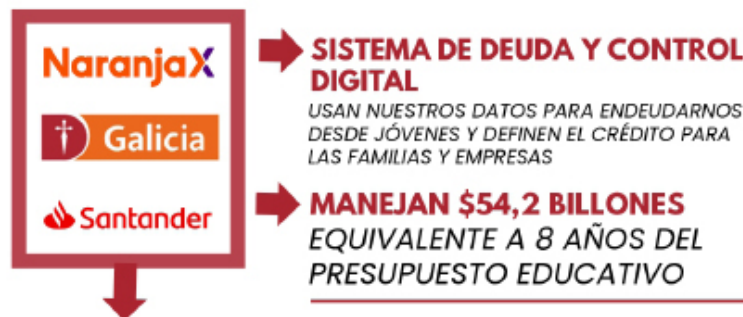 NaranjaX
Galicia
Santander
SISTEMA DE DEUDA Y CONTROL
DIGITAL
USAN NUESTROS DATOS PARA ENDEUDARNOS
DESDE JÓVENES Y DEFINEN EL CRÉDITO PARA
LAS FAMILIAS Y EMPRESAS
MANEJAN $54,2 BILLONES
EQUIVALENTE A 8 AÑOS DEL
PRESUPUESTO EDUCATIVO